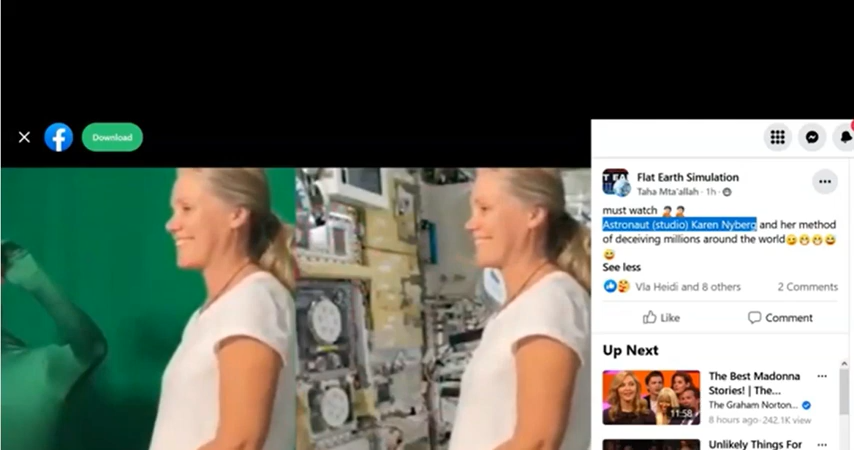 Download
Flat Earth Simulation
Taha Mta'allah · 1h ·
must watch
Astronaut (studio) Karen Nyberg and her method
of deceiving millions around the world
See less
Vla Heidi and 8 others 2 Comments
Like Comment
Up Next
The Best Madonna
Stories! | The...
The Graham Norton...
8 hours ago · 242.1K view
11:58
Unlikely Things For